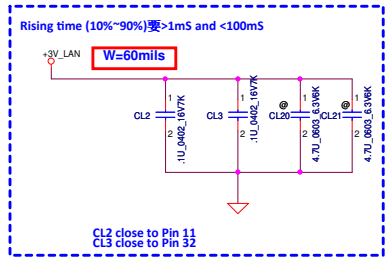 Rising time (10%~90%)要>1mS and <100mS
+3V_LAN
W=60mils
1
1
1
1
@
@
CL2
CL3
CL20
CL21
.1U_0402_16V7K
.1U_0402_16V7K
4.7U_0603_6.3V6K
4.7U_0603_6.3V6K
2
2
2
2
CL2 close to Pin 11
CL3 close to Pin 32